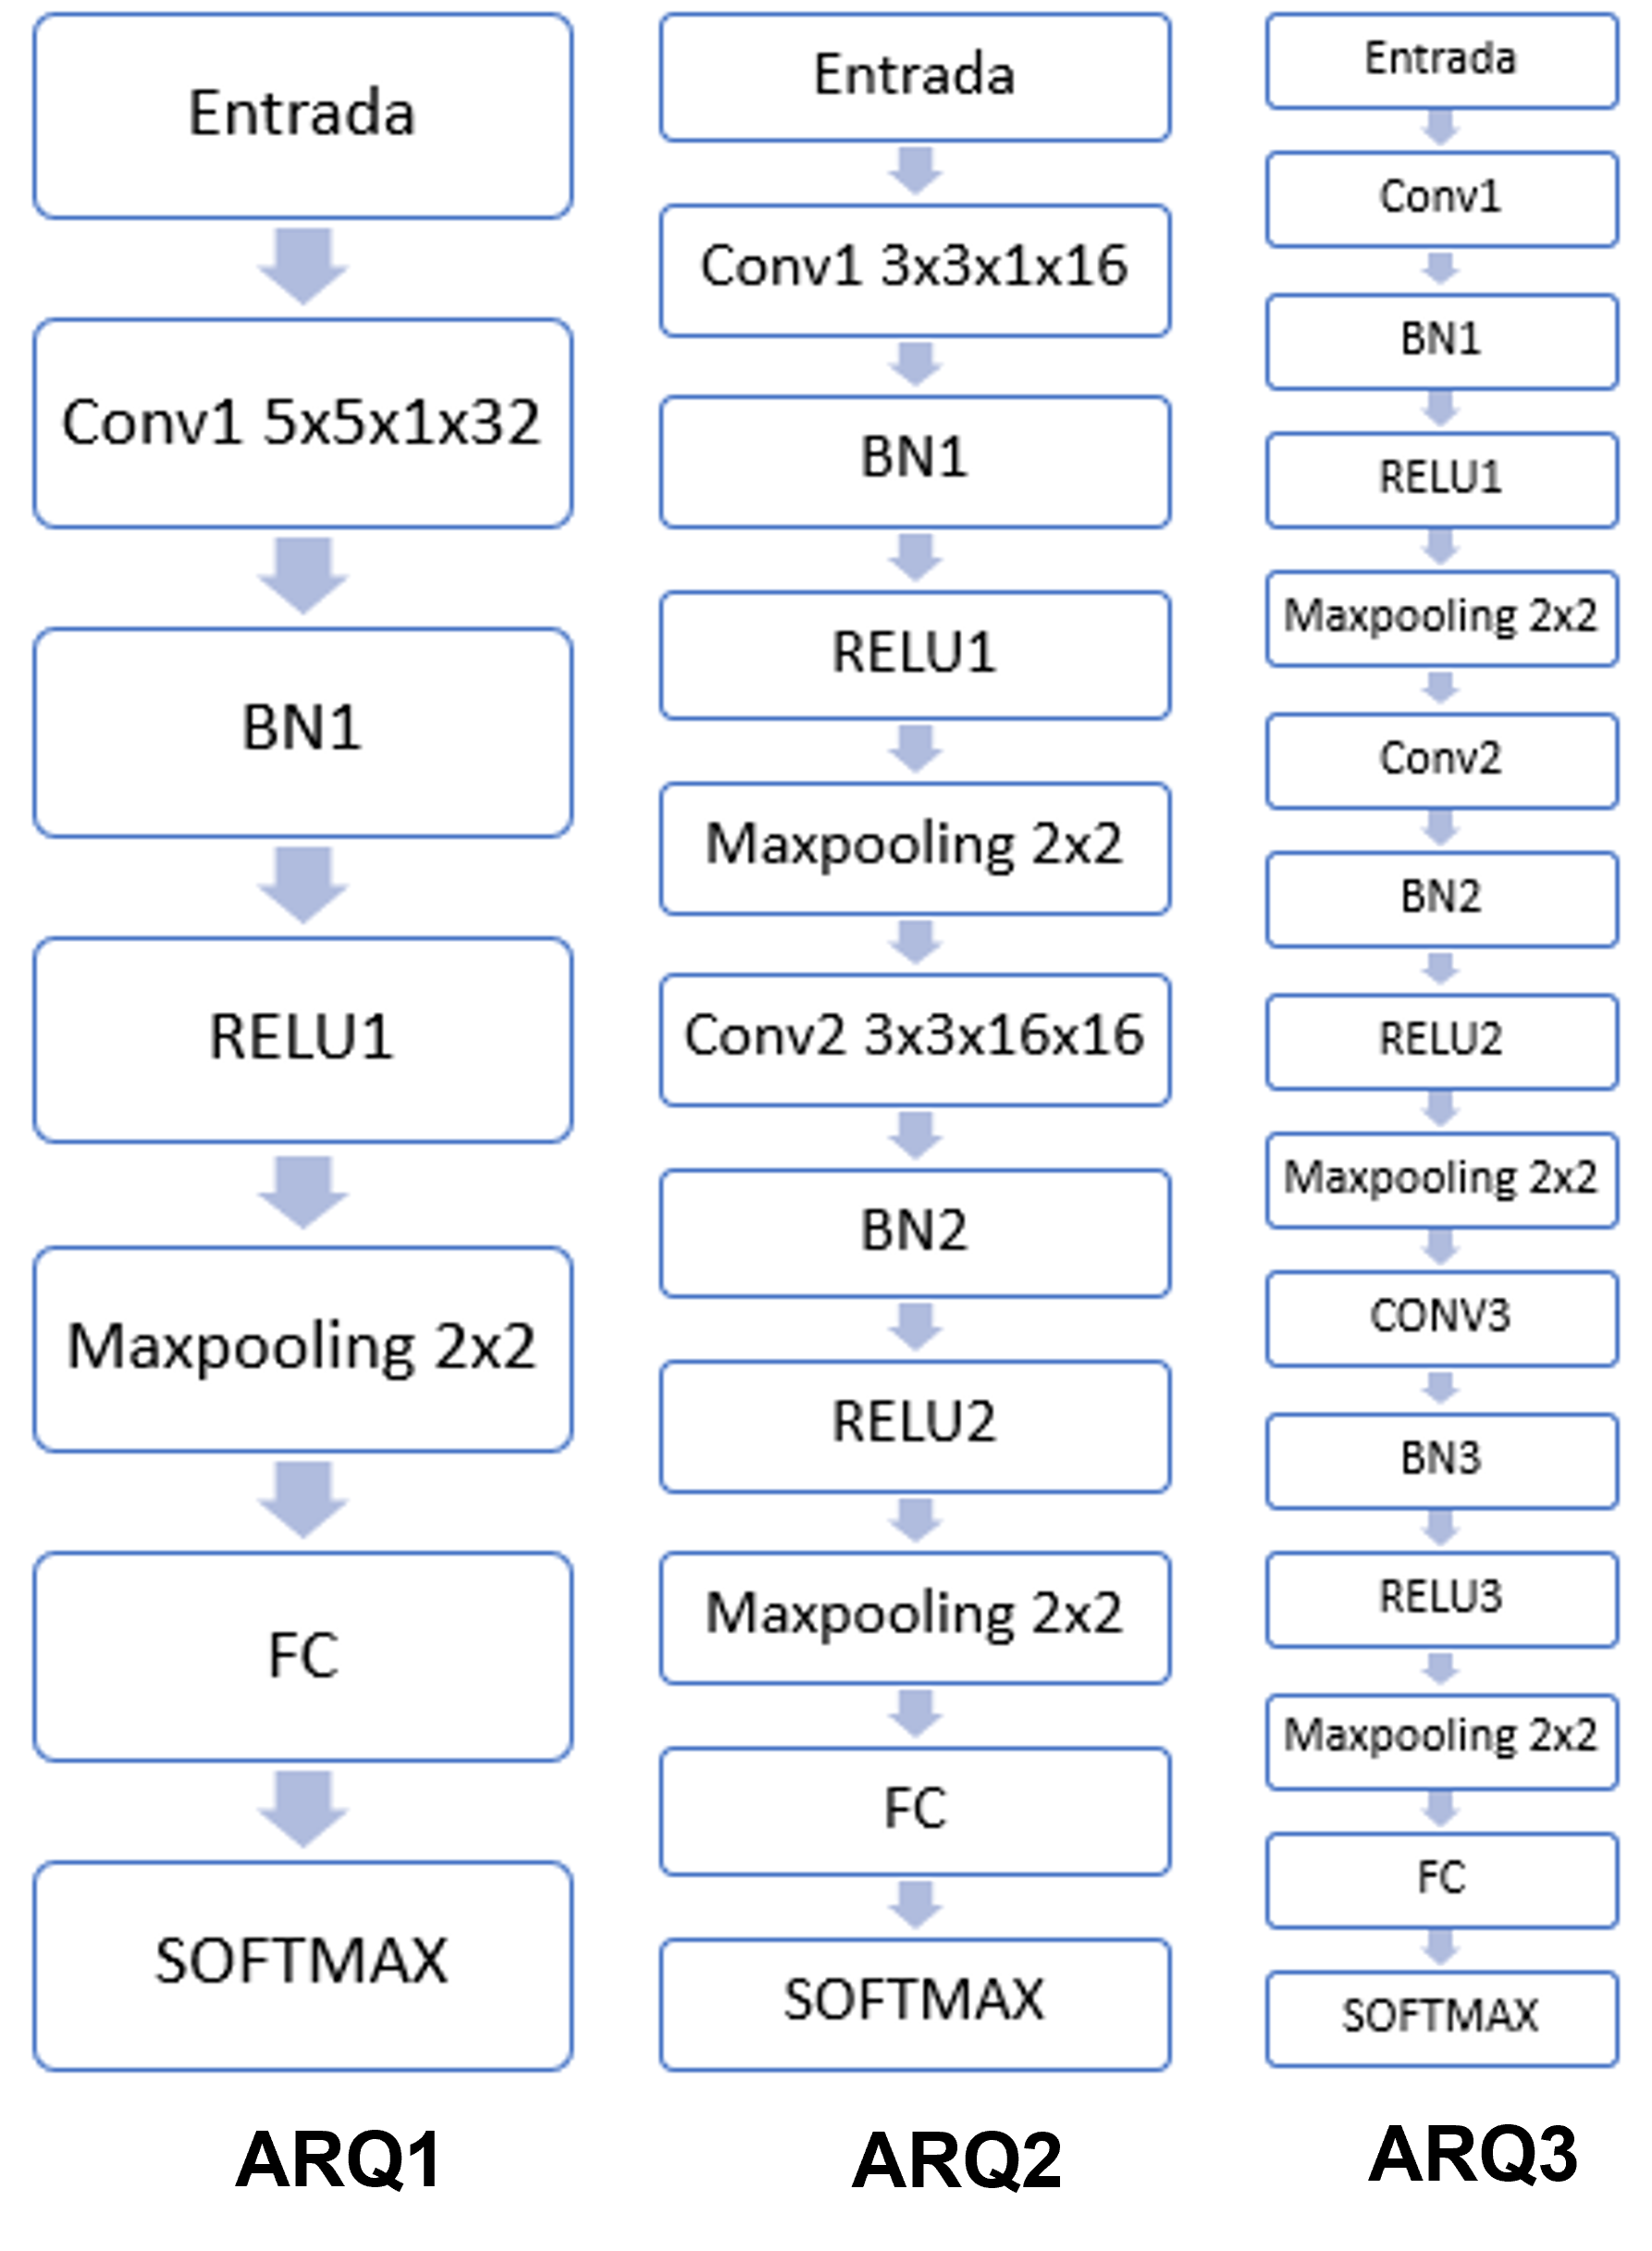 Entrada
Conv1 5x5x1x32
BN1
RELU1
Maxpooling 2x2
FC
SOFTMAX
ARQ1
Entrada
Conv1 3x3x1x16
BN1
RELU1
Maxpooling 2x2
Conv2 3x3x16x16
BN2
RELU2
Maxpooling 2x2
FC
SOFTMAX
ARQ2
Entrada
Conv1
BN1
RELU1
Maxpooling 2x2
Conv2
BN2
RELU2
Maxpooling 2x2
CONV3
BN3
RELU3
Maxpooling 2x2
FC
SOFTMAX
ARQ3